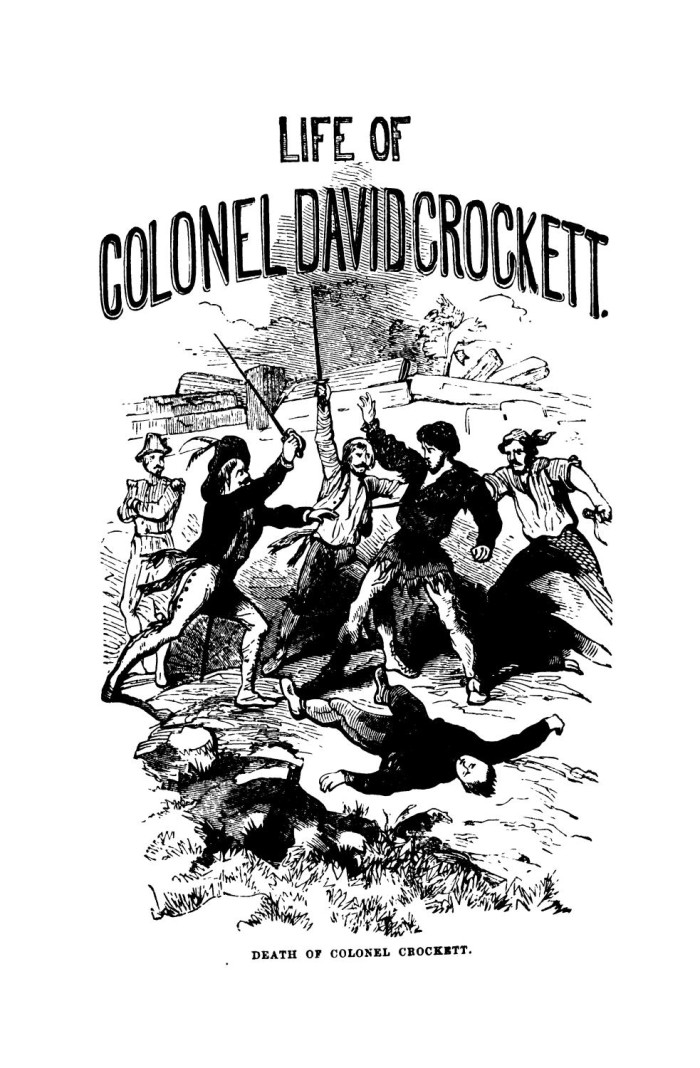 LIFE OF
COLONEL DAVID CROCKETT.
DEATH OF COLONEL CROCKETT.